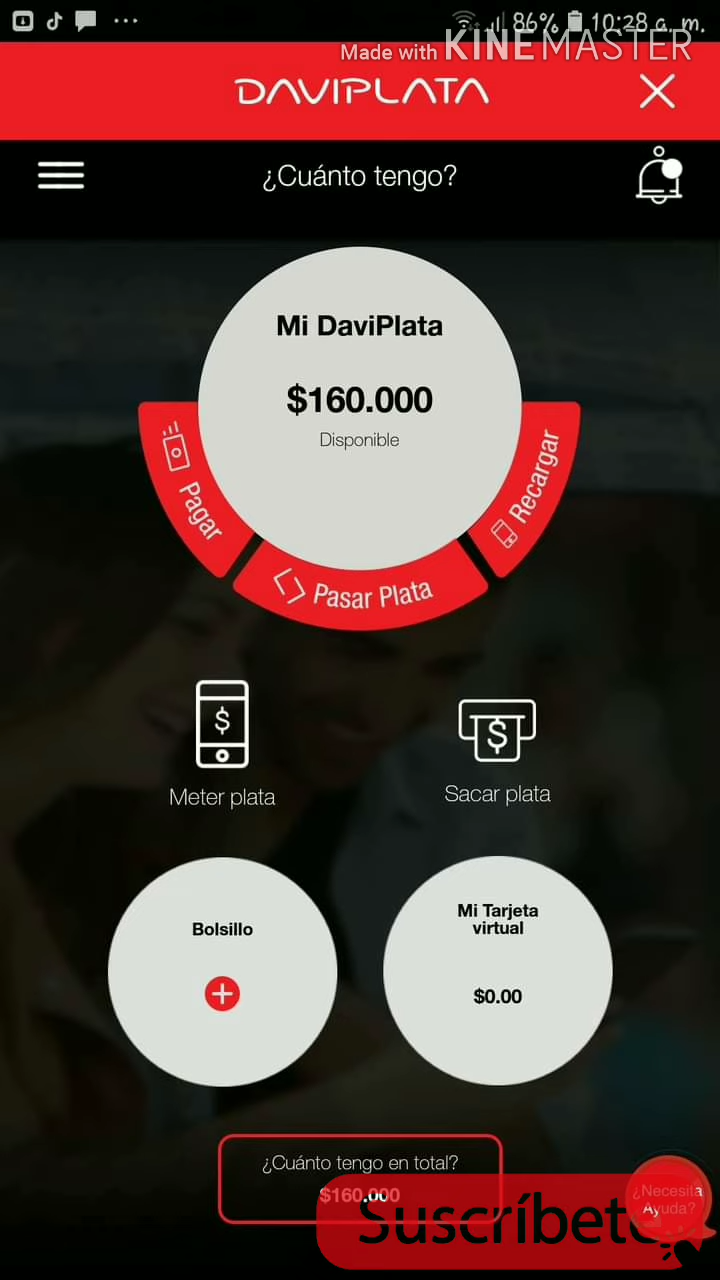 86% 10:28 a. m.
Made with KINEMASTER
DAVIPLATA
¿Cuánto tengo?
Mi DaviPlata
$160.000
Disponible
Pagar
Pasar Plata
Recargar
Meter plata
Sacar plata
Bolsillo
Mi Tarjeta
virtual
$0.00
¿Cuánto tengo en total?
$160.000
¿Necesita
Ayuda?
Suscríbete